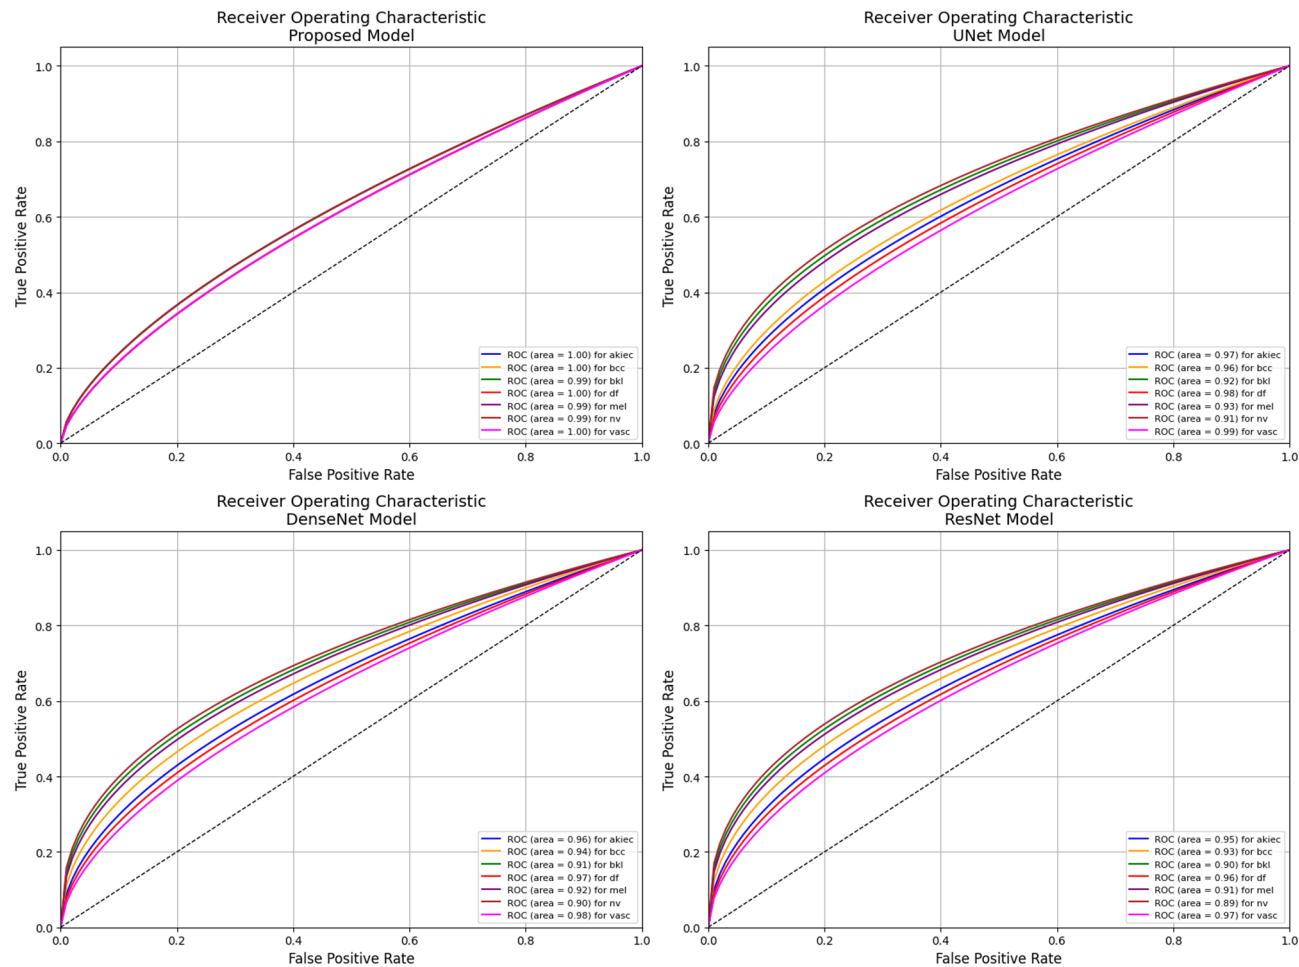 Receiver Operating Characteristic
Proposed Model
True Positive Rate
1.0
0.8
0.6
0.4
0.2
0.0
ROC (area = 1.00) for akiec
ROC (area = 1.00) for bcc
ROC (area = 0.99) for bkl
ROC (area = 1.00) for df
ROC (area = 0.99) for mel
ROC (area = 0.99) for nv
ROC (area = 1.00) for vasc
0.0 0.2 0.4 0.6 0.8 1.0
False Positive Rate
Receiver Operating Characteristic
UNet Model
True Positive Rate
1.0
0.8
0.6
0.4
0.2
0.0
ROC (area = 0.97) for akiec
ROC (area = 0.96) for bcc
ROC (area = 0.92) for bkl
ROC (area = 0.98) for df
ROC (area = 0.93) for mel
ROC (area = 0.91) for nv
ROC (area = 0.99) for vasc
0.0 0.2 0.4 0.6 0.8 1.0
False Positive Rate
Receiver Operating Characteristic
DenseNet Model
True Positive Rate
1.0
0.8
0.6
0.4
0.2
0.0
ROC (area = 0.96) for akiec
ROC (area = 0.94) for bcc
ROC (area = 0.91) for bkl
ROC (area = 0.97) for df
ROC (area = 0.92) for mel
ROC (area = 0.90) for nv
ROC (area = 0.98) for vasc
0.0 0.2 0.4 0.6 0.8 1.0
False Positive Rate
Receiver Operating Characteristic
ResNet Model
True Positive Rate
1.0
0.8
0.6
0.4
0.2
0.0
ROC (area = 0.95) for akiec
ROC (area = 0.93) for bcc
ROC (area = 0.90) for bkl
ROC (area = 0.96) for df
ROC (area = 0.91) for mel
ROC (area = 0.89) for nv
ROC (area = 0.97) for vasc
0.0 0.2 0.4 0.6 0.8 1.0
False Positive Rate